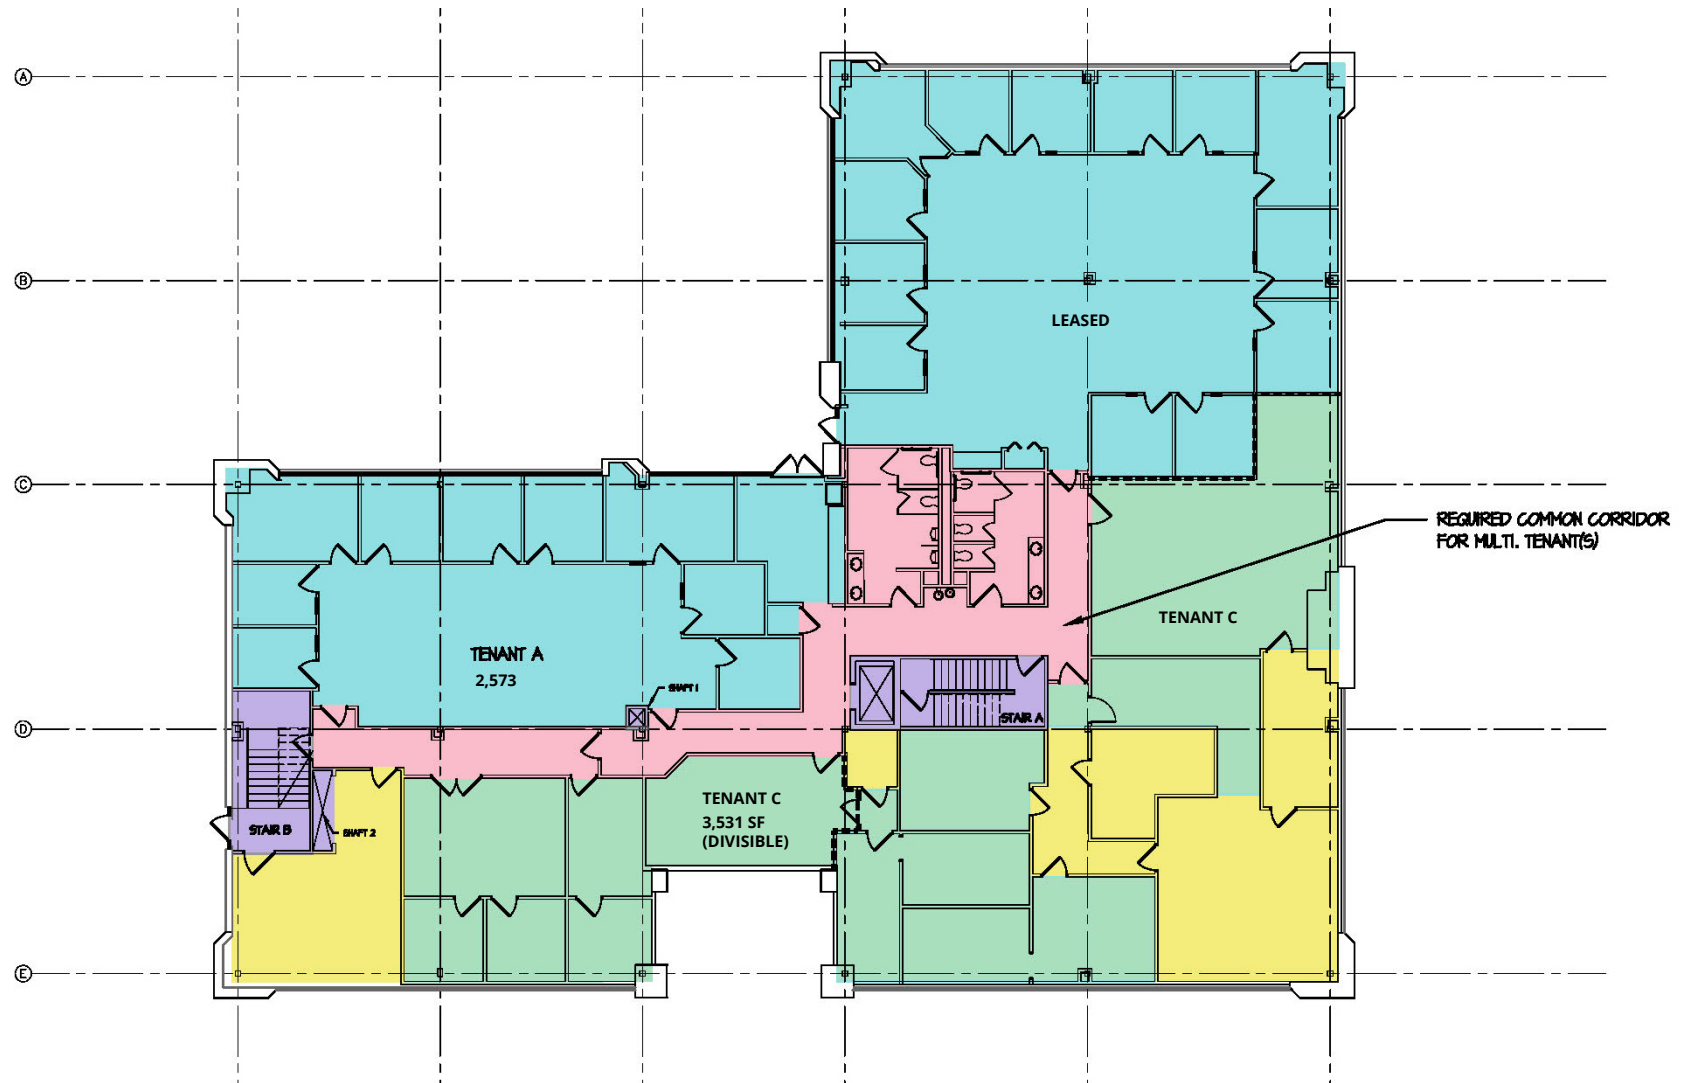 A
B
LEASED
C
REQUIRED COMMON CORRIDOR
FOR MULTI. TENANT(S)
TENANT C
TENANT A
2,573
SHAFT 1
STAIR A
D
TENANT C
3,531 SF
(DIVISIBLE)
STAIR B
SHAFT 2
E